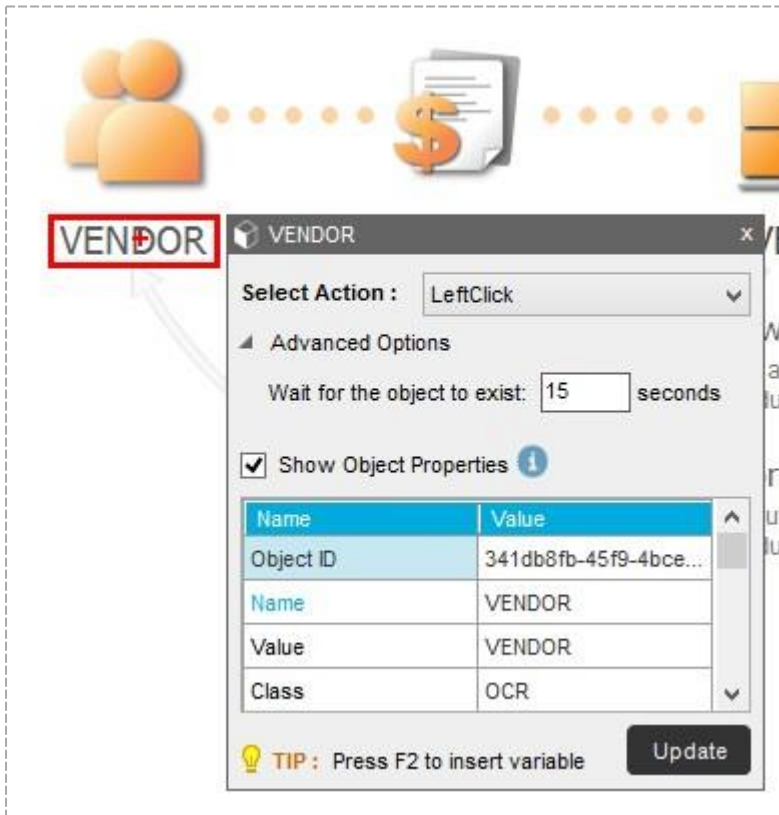 $
VENDOR
VENDOR
x
Select Action :
LeftClick
Advanced Options
Wait for the object to exist: 15 seconds
Show Object Properties i
Name Value
Object ID 341db8fb-45f9-4bce...
Name VENDOR
Value VENDOR
Class OCR
TIP : Press F2 to insert variable
Update